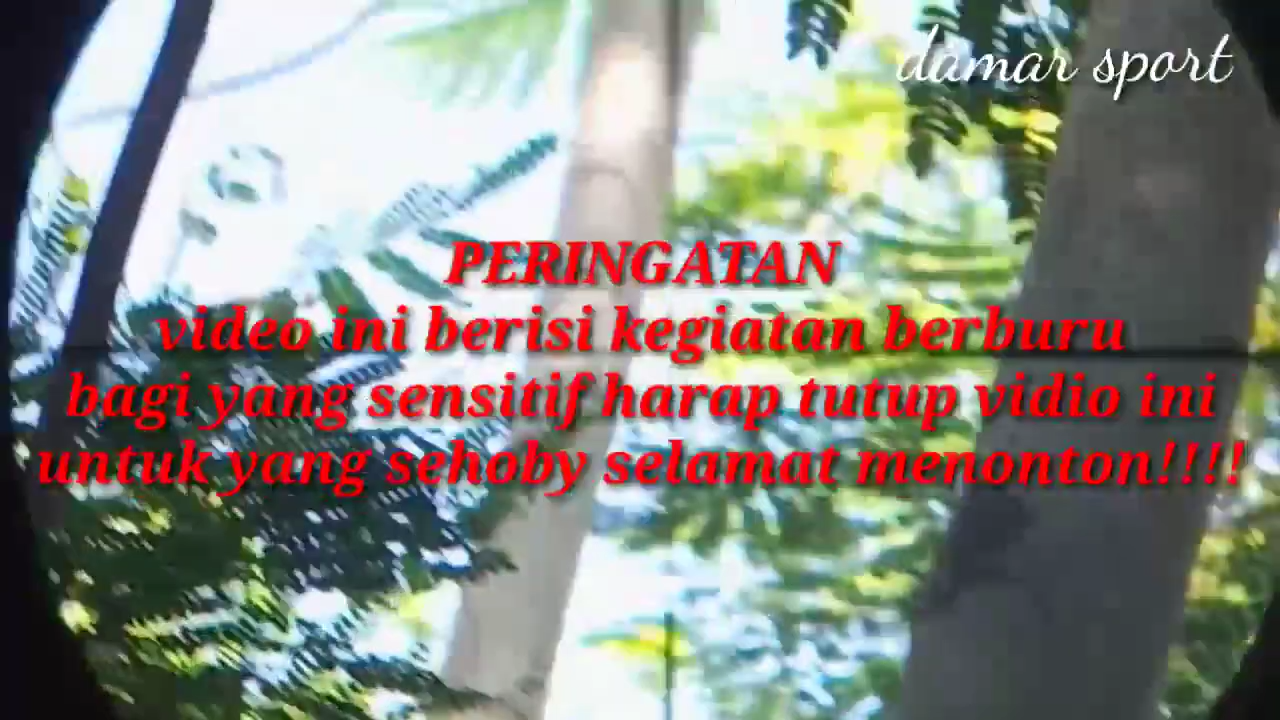 damar sport
PERINGATAN
video ini berisi kegiatan berburu
bagi yang sensitif harap tutup vidio ini
untuk yang sehoby selamat menonton!!!!